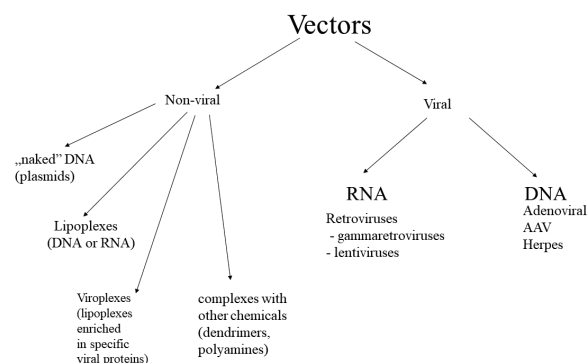 Vectors
Non-viral
Viral
„naked” DNA
(plasmids)
Lipoplexes
(DNA or RNA)
Viroplexes
(lipoplexes
enriched
in specific
viral proteins)
complexes with
other chemicals
(dendrimers,
polyamines)
RNA
Retroviruses
- gammaretroviruses
- lentiviruses
DNA
Adenoviral
AAV
Herpes